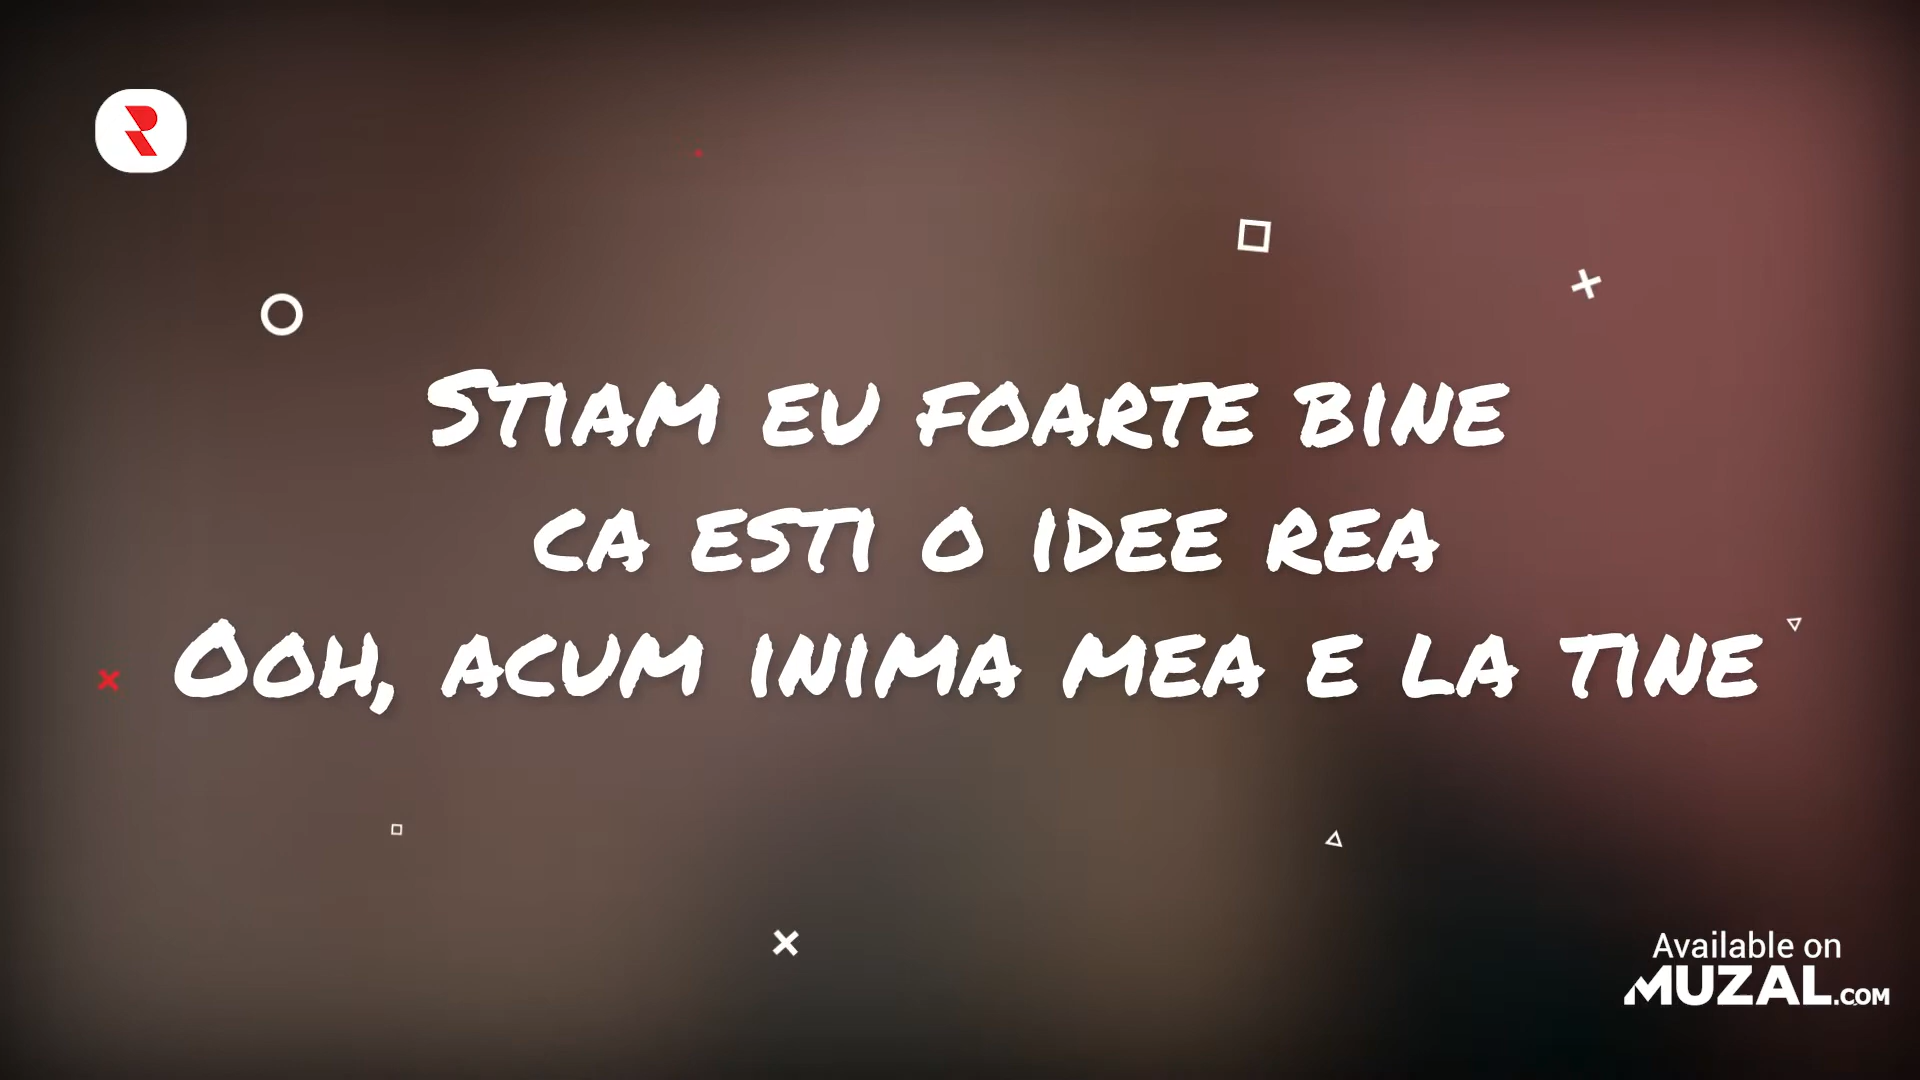 Stiam eu foarte bine
ca esti o idee rea
Ooh, acum inima mea e la tine
Available on
MUZAL.COM